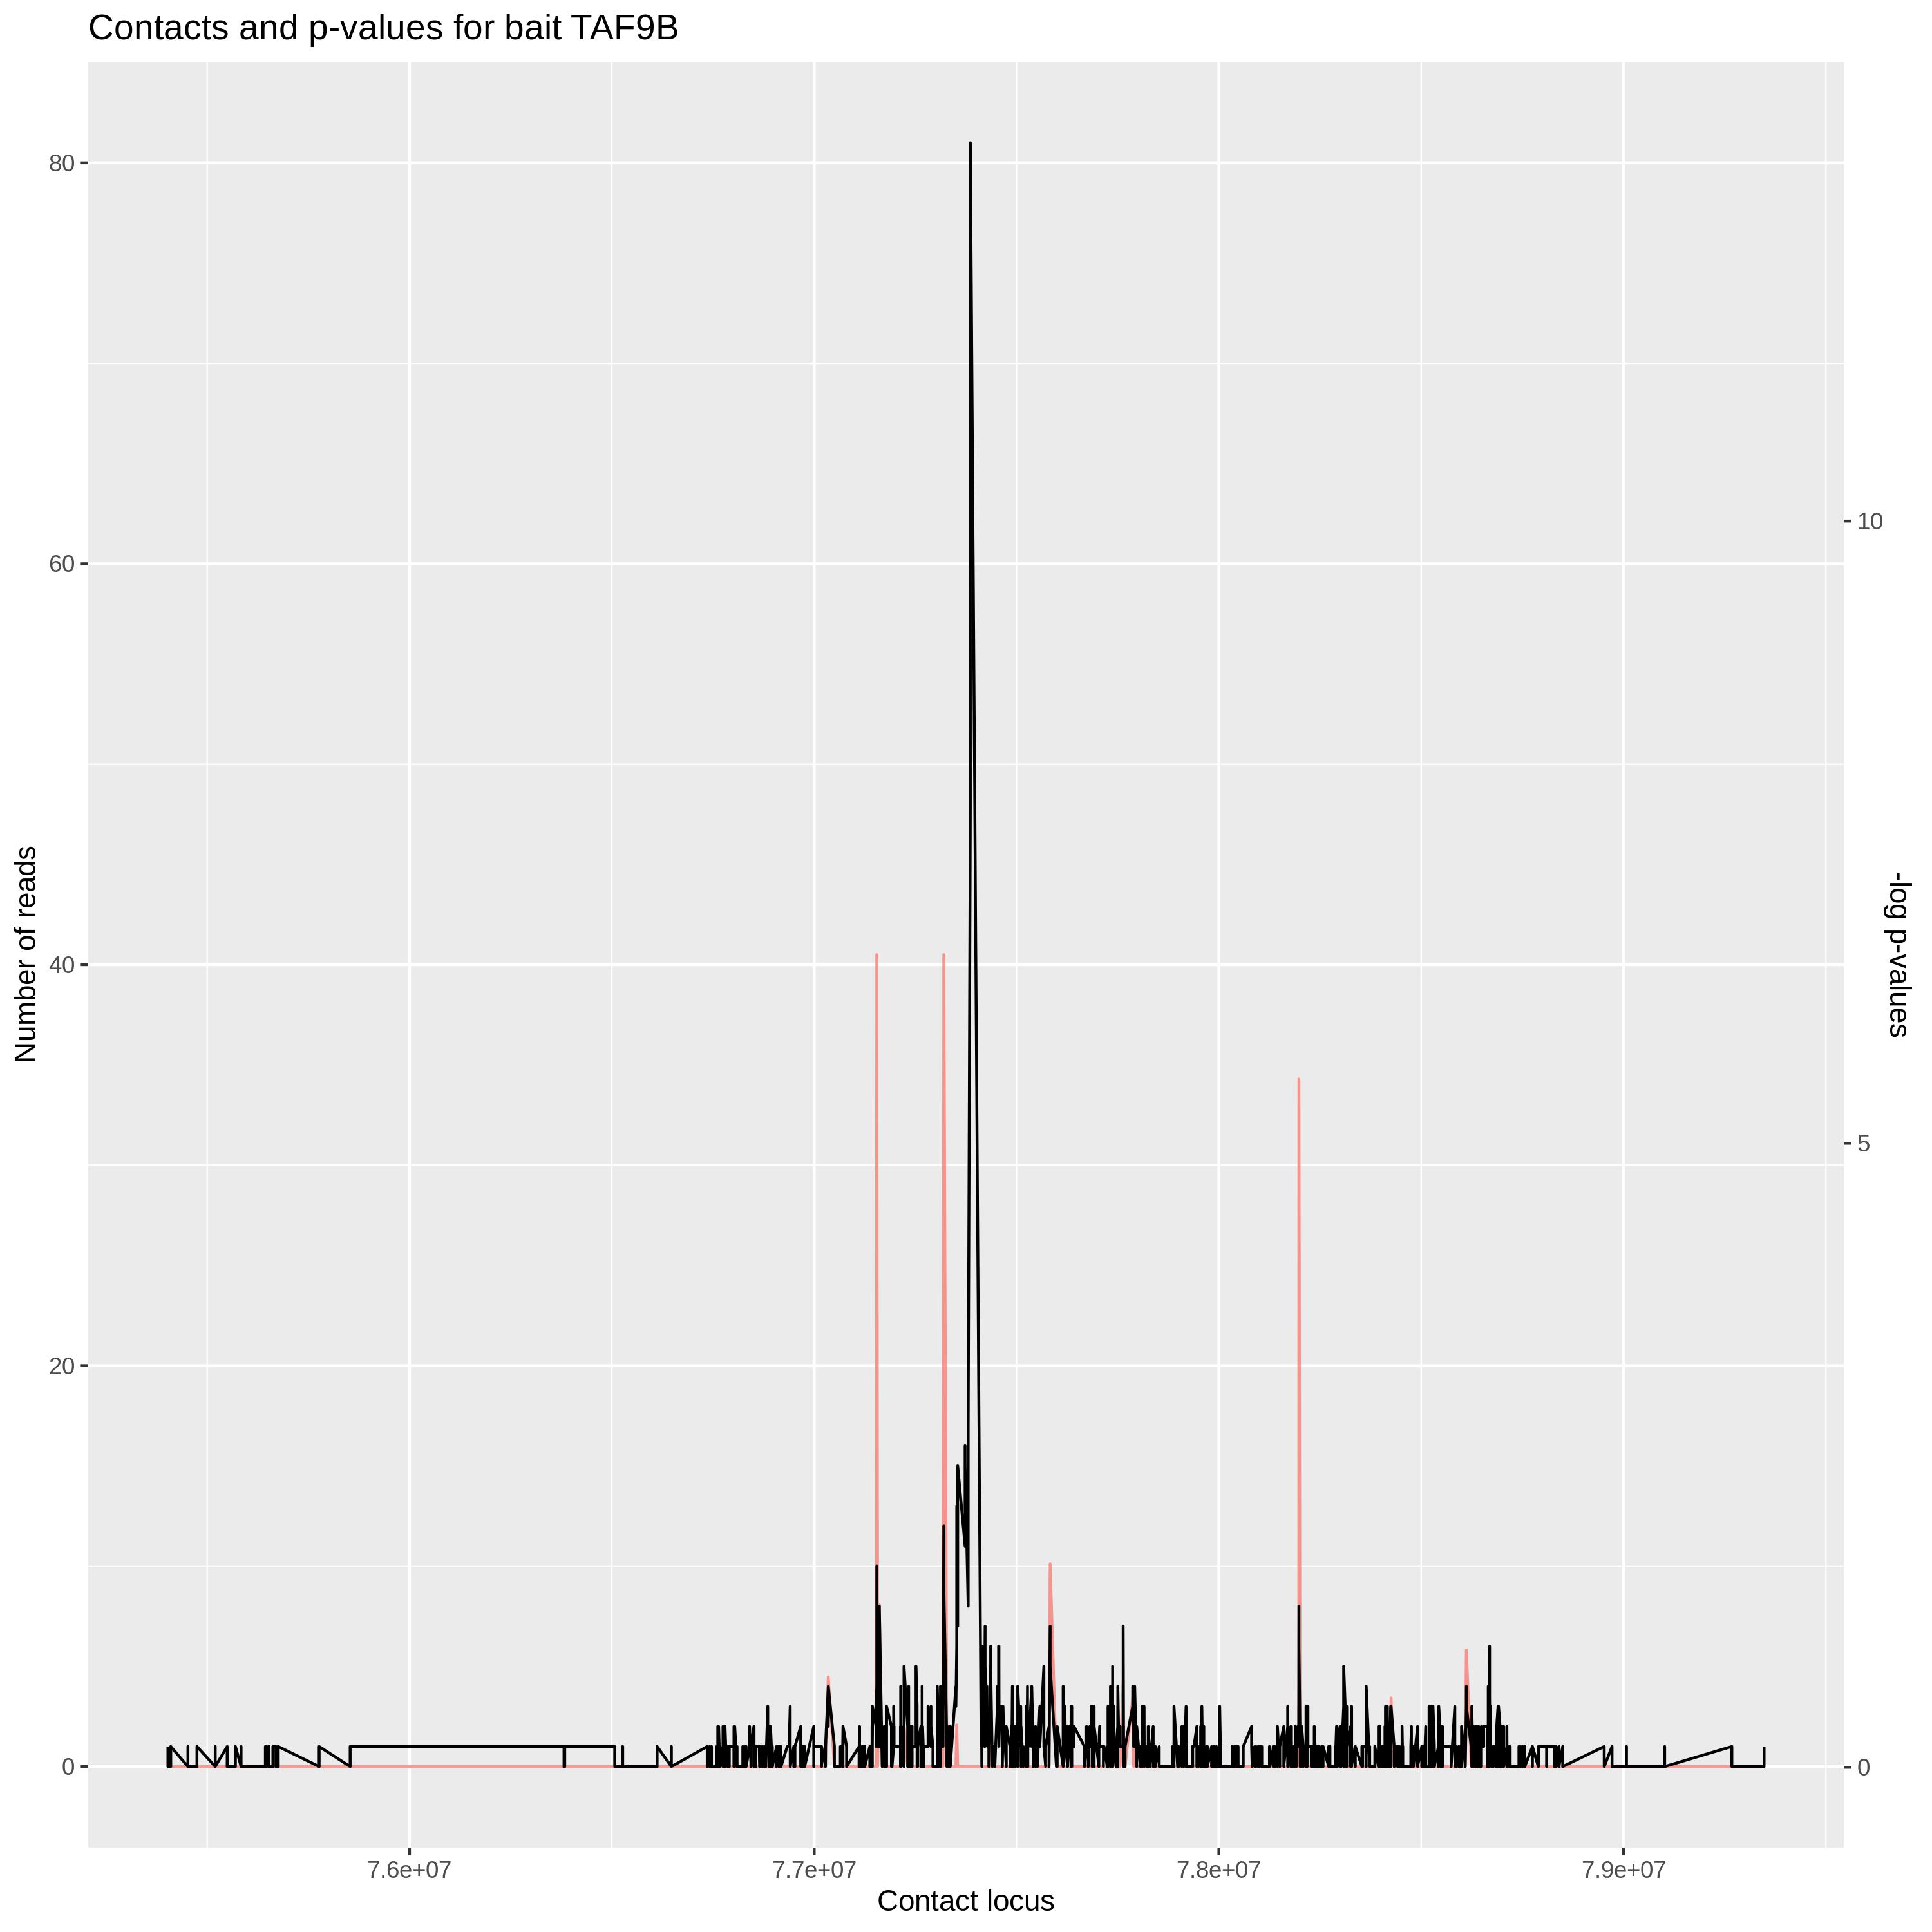 Contacts and p-values for bait TAF9B
80
60
40
20
0
Number of reads
10
5
0
-log p-values
7.6e+07
7.7e+07
7.8e+07
7.9e+07
Contact locus